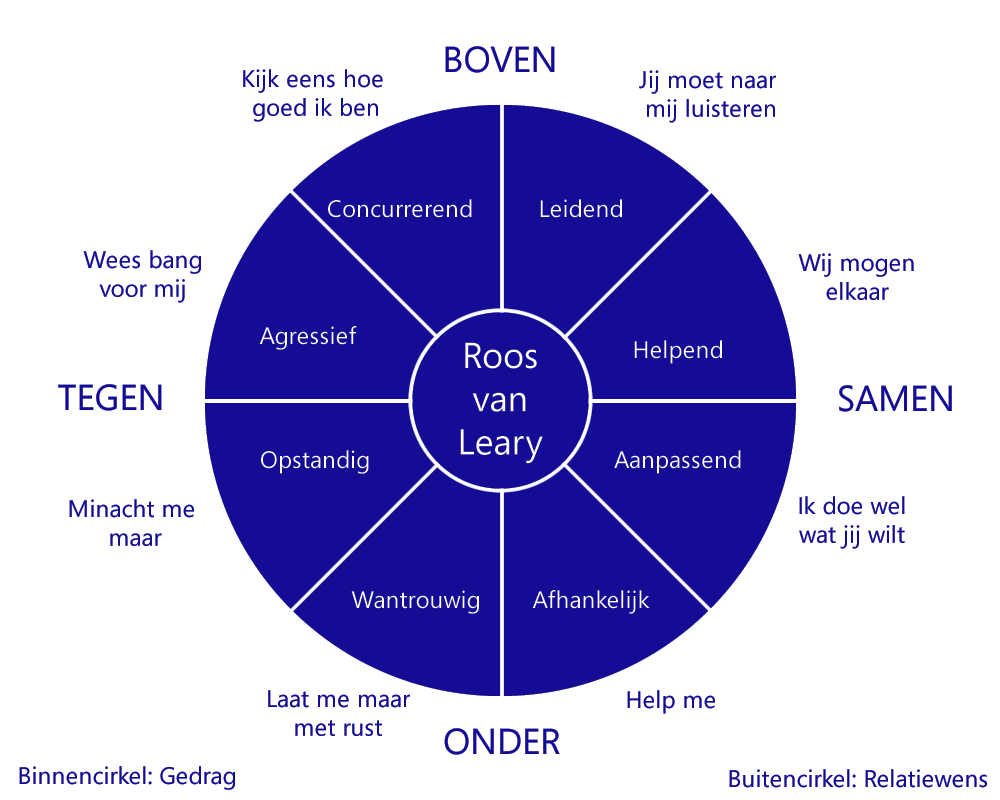 BOVEN
Kijk eens hoe
goed ik ben
Jij moet naar
mij luisteren
Concurrerend
Leidend
Wees bang
voor mij
Wij mogen
elkaar
Agressief
Helpend
Roos
van
Leary
TEGEN
SAMEN
Opstandig
Aanpassend
Minacht me
maar
Ik doe wel
wat jij wilt
Wantrouwig
Afhankelijk
Laat me maar
met rust
Help me
ONDER
Binnencirkel: Gedrag
Buitencirkel: Relatiewens